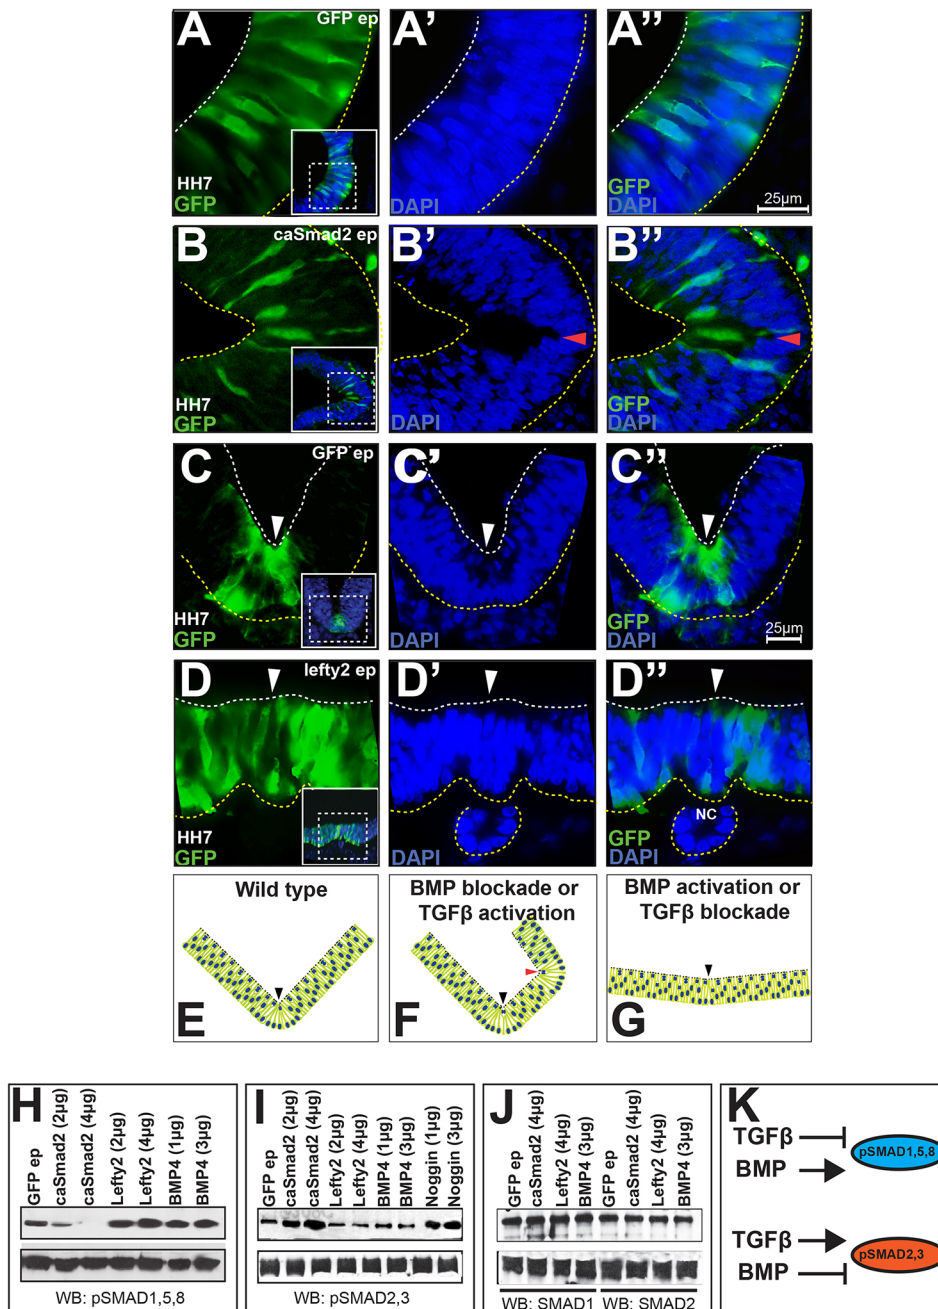 A
GFP ep
HH7
GFP
A'
DAPI
A''
GFP
DAPI
25μm
B
caSmad2 ep
HH7
GFP
B'
DAPI
B''
GFP
DAPI
C
GFP ep
HH7
GFP
C'
DAPI
C''
GFP
DAPI
25μm
D
lefty2 ep
HH7
GFP
D'
DAPI
D''
NC
GFP
DAPI
Wild type
E
BMP blockade or
TGFβ activation
F
BMP activation or
TGFβ blockade
G
H
GFP ep
caSmad2 (2μg)
caSmad2 (4μg)
Lefty2 (2μg)
Lefty2 (4μg)
BMP4 (1μg)
BMP4 (3μg)
WB: pSMAD1,5,8
I
GFP ep
caSmad2 (2μg)
caSmad2 (4μg)
Lefty2 (2μg)
Lefty2 (4μg)
BMP4 (1μg)
BMP4 (3μg)
Noggin (1μg)
Noggin (3μg)
WB: pSMAD2,3
J
GFP ep
caSmad2 (4μg)
Lefty2 (4μg)
BMP4 (3μg)
GFP ep
caSmad2 (4μg)
Lefty2 (4μg)
BMP4 (3μg)
WB: SMAD1
WB: SMAD2
K
TGFβ
BMP
pSMAD1,5,8
TGFβ
BMP
pSMAD2,3